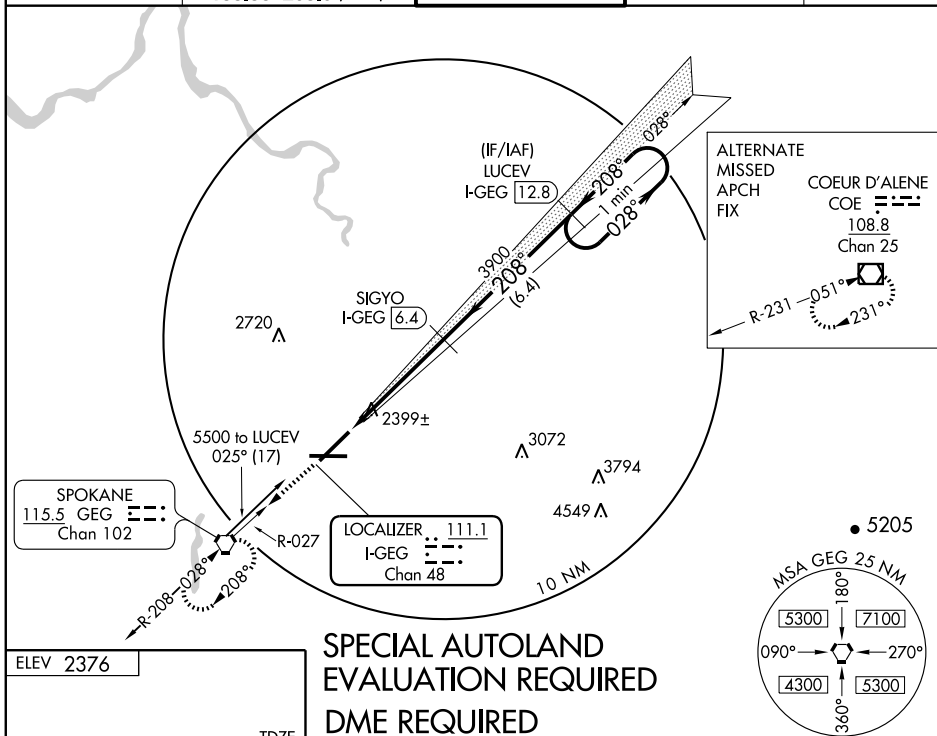 (IF/IAF)
LUCEV
I-GEG 12.8
028°
208°
1 min
028°
ALTERNATE
MISSED
APCH
FIX
COEUR D'ALENE
COE
108.8
Chan 25
R-231
051°
231°
3900
208°
(6.4)
SIGYO
I-GEG 6.4
2720
2399±
3072
3794
4549
5205
5500 to LUCEV
025° (17)
SPOKANE
115.5 GEG
Chan 102
R-027
R-208
028°
208°
LOCALIZER 111.1
I-GEG
Chan 48
10 NM
MSA GEG 25 NM
180°
5300
7100
090°
270°
4300
5300
360°
ELEV 2376
SPECIAL AUTOLAND
EVALUATION REQUIRED
DME REQUIRED